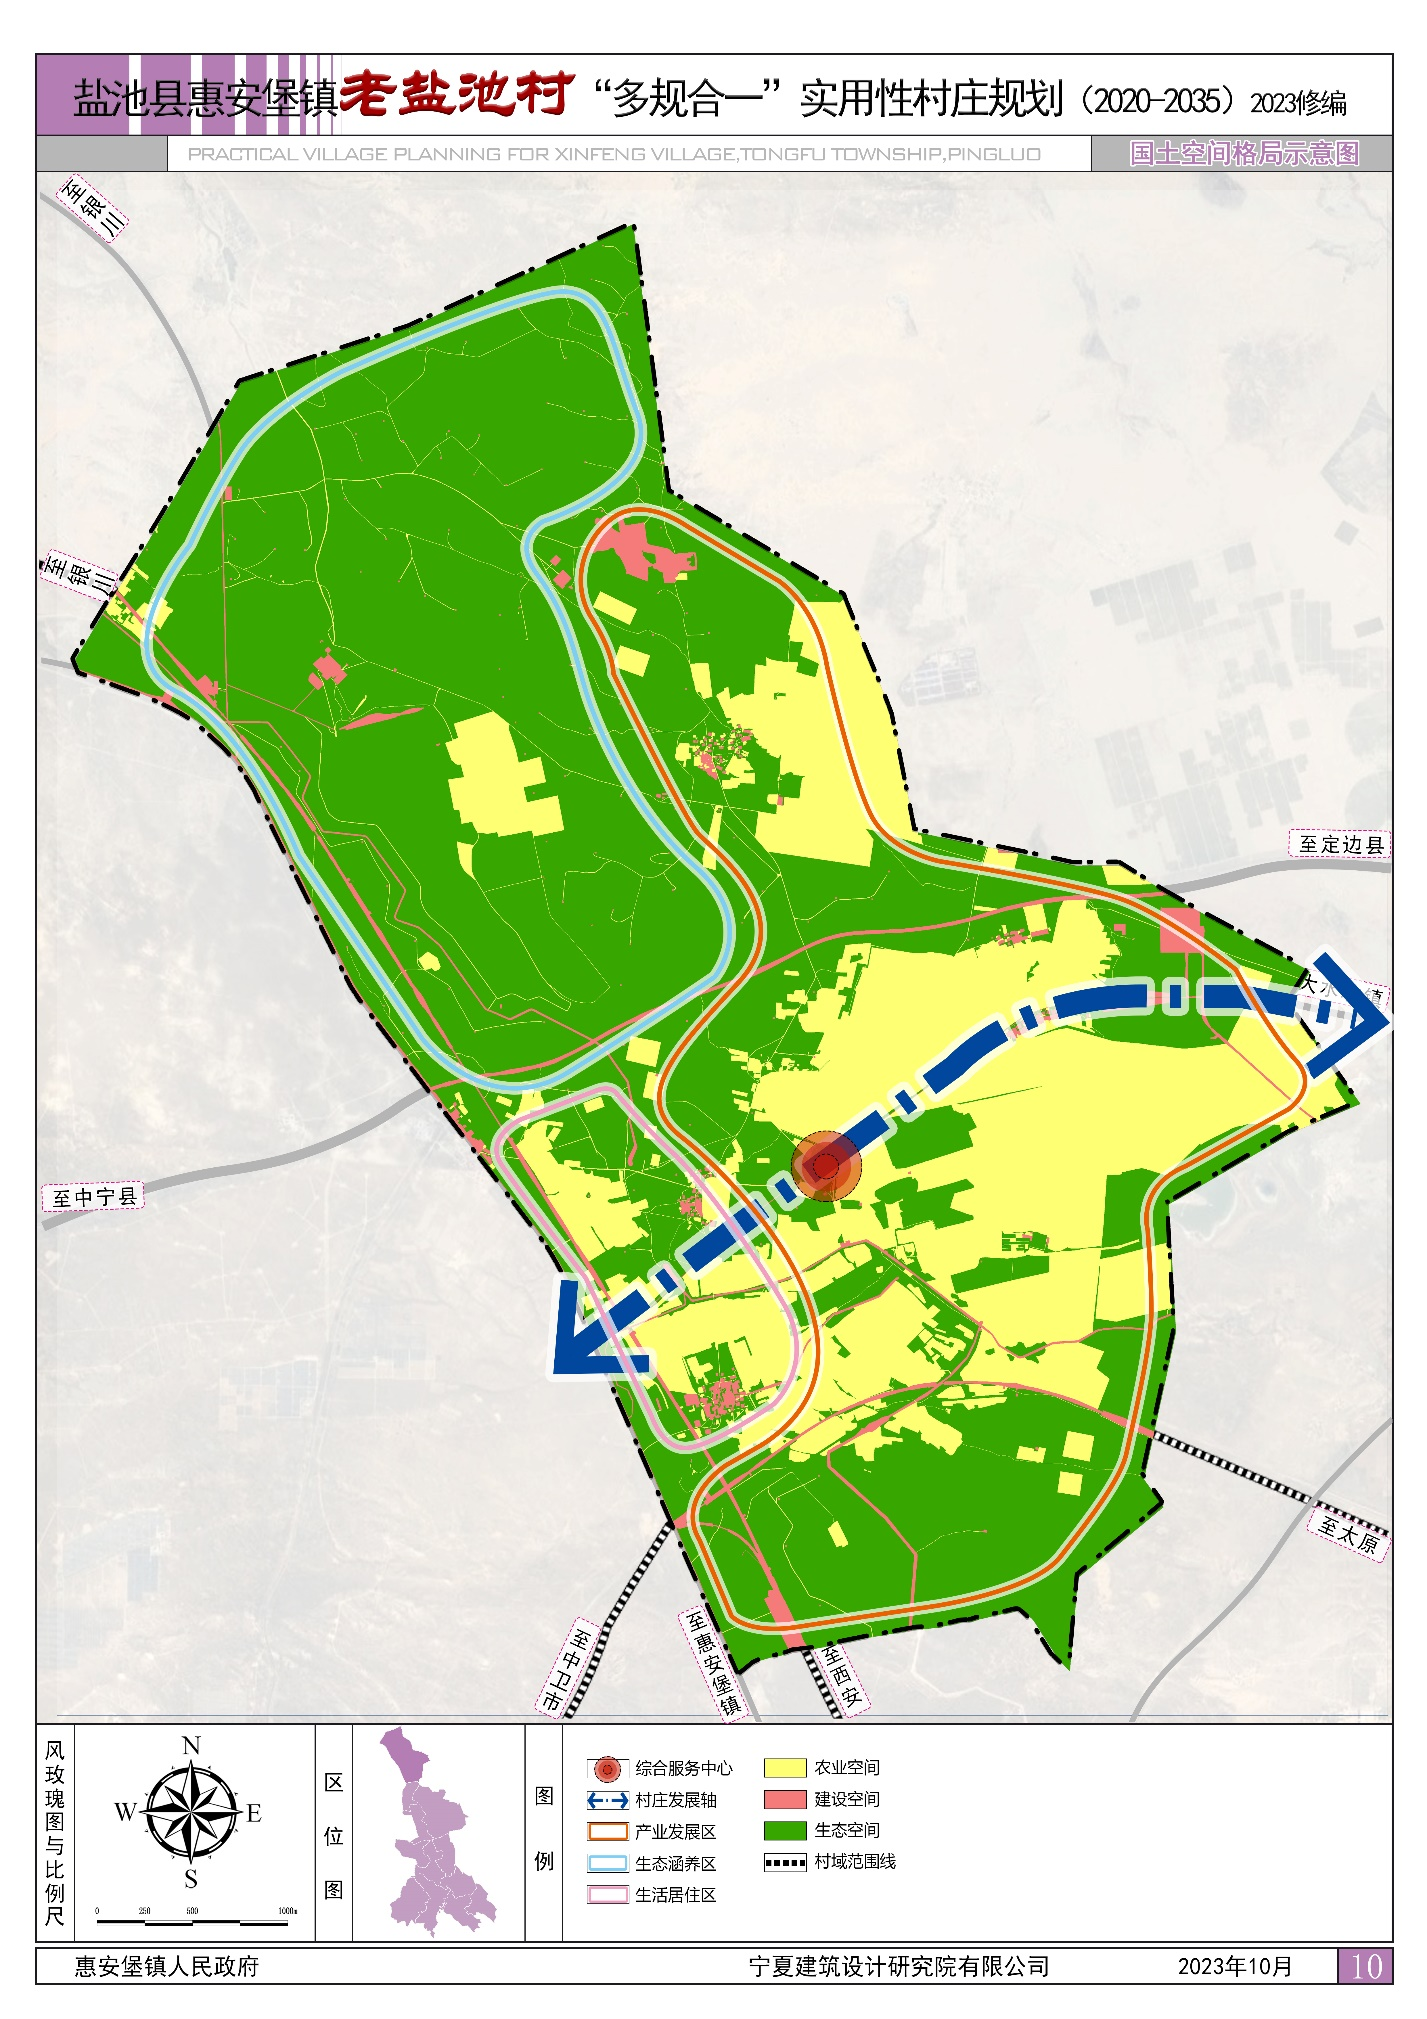 盐池县惠安堡镇老盐池村“多规合一”实用性村庄规划（2020-2035）2023修编
PRACTICAL VILLAGE PLANNING FOR XINFENG VILLAGE,TONGFU TOWNSHIP,PINGLUO
国土空间格局示意图
至银川
至银川
至定边县
至中宁县
至太原
至中卫市
至惠安堡镇
至西安
风玫瑰图与比例尺
N
W
E
S
0 250 500 1000m
区位图
图例
综合服务中心
村庄发展轴
产业发展区
生态涵养区
生活居住区
农业空间
建设空间
生态空间
村域范围线
惠安堡镇人民政府
宁夏建筑设计研究院有限公司
2023年10月
10